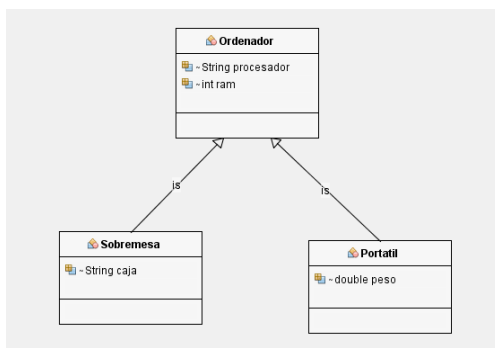 Ordenador
~String procesador
~int ram
is
is
Sobremesa
~String caja
Portatil
~double peso